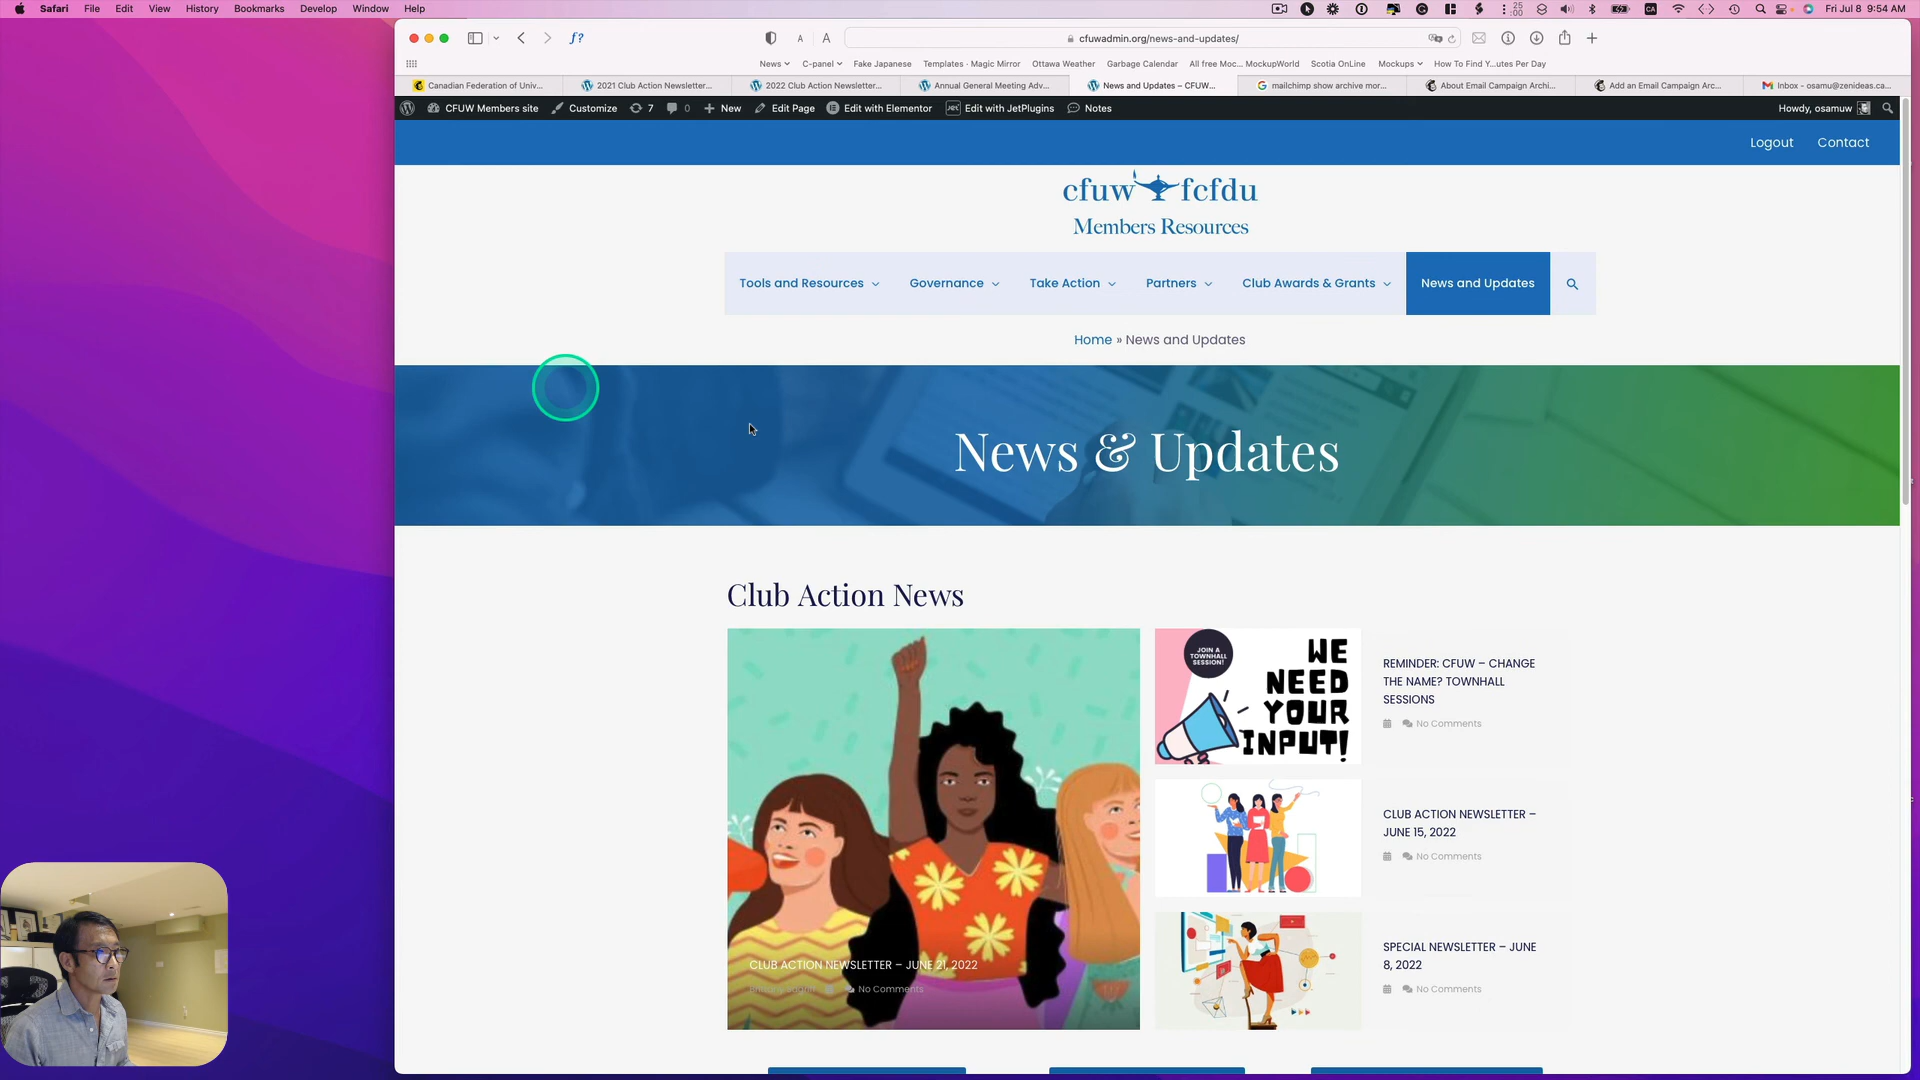 Safari File Edit View History Bookmarks Develop Window Help
25
:00
CA
Fri Jul 8 9:54 AM
f?
A A
cfuwadmin.org/news-and-updates/
News C-panel Fake Japanese Templates · Magic Mirror Ottawa Weather Garbage Calendar All free Moc... MockupWorld Scotia OnLine Mockups How To Find Y...utes Per Day
Canadian Federation of Univ...
2021 Club Action Newsletter...
2022 Club Action Newsletter...
Annual General Meeting Adv...
News and Updates – CFUW...
mailchimp show archive mor...
About Email Campaign Archi...
Add an Email Campaign Arc...
Inbox - osamu@zenideas.ca...
CFUW Members site Customize 7 0 New Edit Page Edit with Elementor JET Edit with JetPlugins Notes
Howdy, osamuw
Logout Contact
cfuw fcfdu
Members Resources
Tools and Resources Governance Take Action Partners Club Awards & Grants News and Updates
Home » News and Updates
News & Updates
Club Action News
CLUB ACTION NEWSLETTER – JUNE 21, 2022
No Comments
JOIN A
TOWNHALL
SESSION!
WE
NEED
YOUR
INPUT!
REMINDER: CFUW – CHANGE
THE NAME? TOWNHALL
SESSIONS
No Comments
CLUB ACTION NEWSLETTER –
JUNE 15, 2022
No Comments
SPECIAL NEWSLETTER – JUNE
8, 2022
No Comments